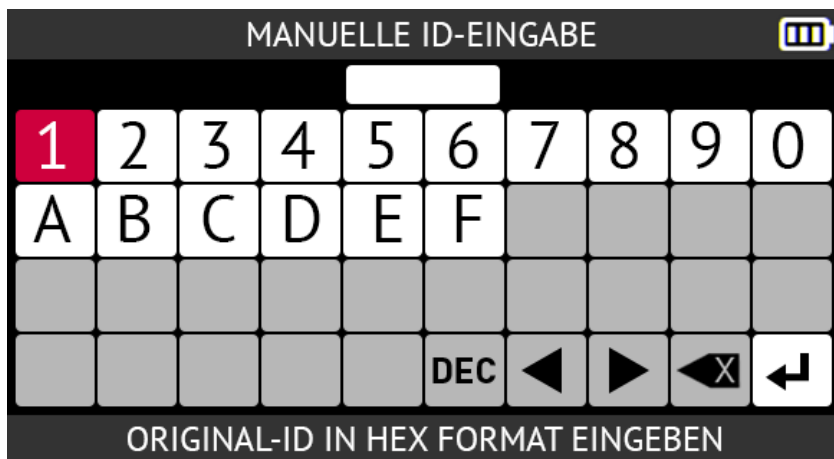 MANUELLE ID-EINGABE
1 2 3 4 5 6 7 8 9 0
A B C D E F
DEC X
ORIGINAL-ID IN HEX FORMAT EINGEBEN